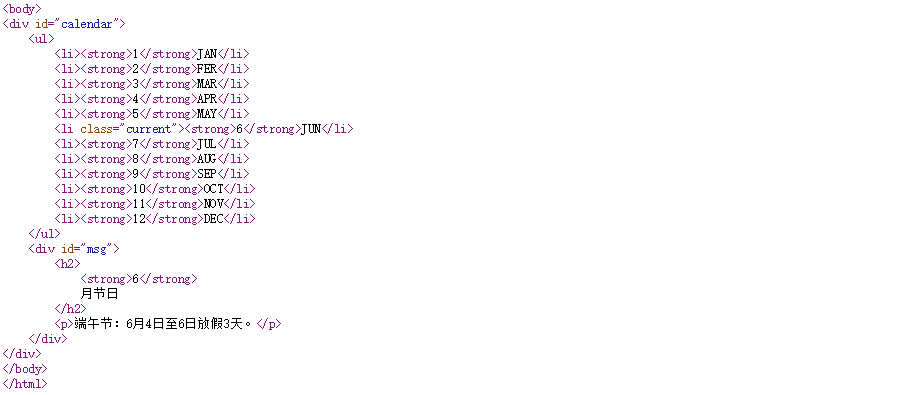 <body>
<div id="calendar">
<ul>
<li><strong>1</strong>JAN</li>
<li><strong>2</strong>FER</li>
<li><strong>3</strong>MAR</li>
<li><strong>4</strong>APR</li>
<li><strong>5</strong>MAY</li>
<li class="current"><strong>6</strong>JUN</li>
<li><strong>7</strong>JUL</li>
<li><strong>8</strong>AUG</li>
<li><strong>9</strong>SEP</li>
<li><strong>10</strong>OCT</li>
<li><strong>11</strong>NOV</li>
<li><strong>12</strong>DEC</li>
</ul>
<div id="msg">
<h2>
<strong>6</strong>
月节日
</h2>
<p>端午节：6月4日至6日放假3天。</p>
</div>
</div>
</body>
</html>